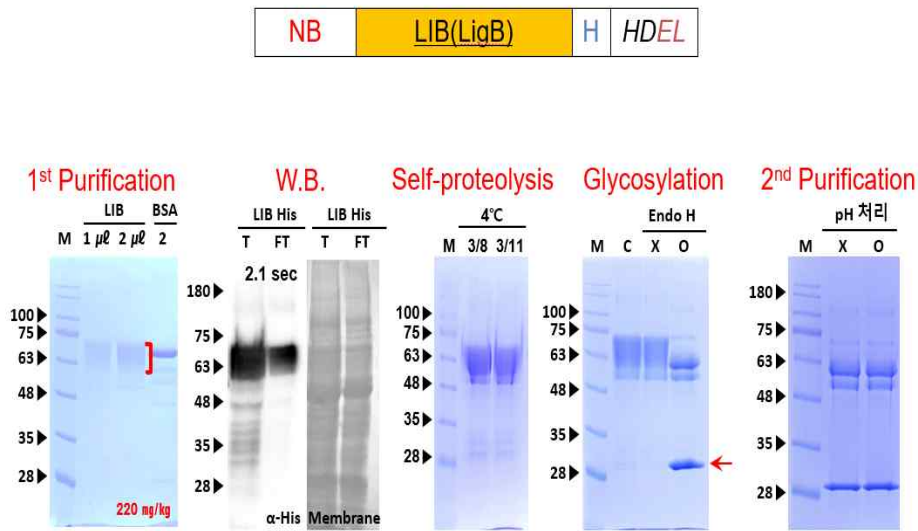 NB LIB(LigB) H HDEL
1st Purification
LIB BSA
M 1 ㎕ 2 ㎕ 2
100
75
63
48
35
28
220 ㎎/kg
W.B.
LIB His LIB His
T FT T FT
2.1 sec
180
75
63
48
35
28
α-His Membrane
Self-proteolysis
4℃
M 3/8 3/11
100
75
63
48
35
28
Glycosylation
Endo H
M C X O
100
75
63
48
35
28
2nd Purification
pH 처리
M X O
180
75
63
48
35
28